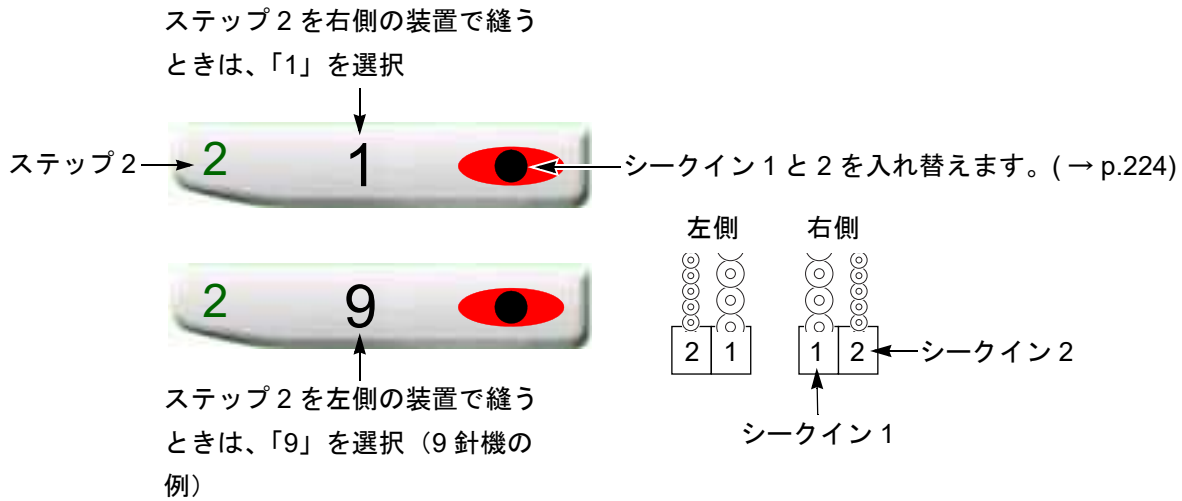 ステップ 2 を右側の装置で縫う
ときは、「1」を選択
ステップ 2
2 1
シークイン 1 と 2 を入れ替えます。( → p.224)
左側 右側
2 9
2 1 1 2
シークイン 2
シークイン 1
ステップ 2 を左側の装置で縫う
ときは、「9」を選択（9 針機の
例）